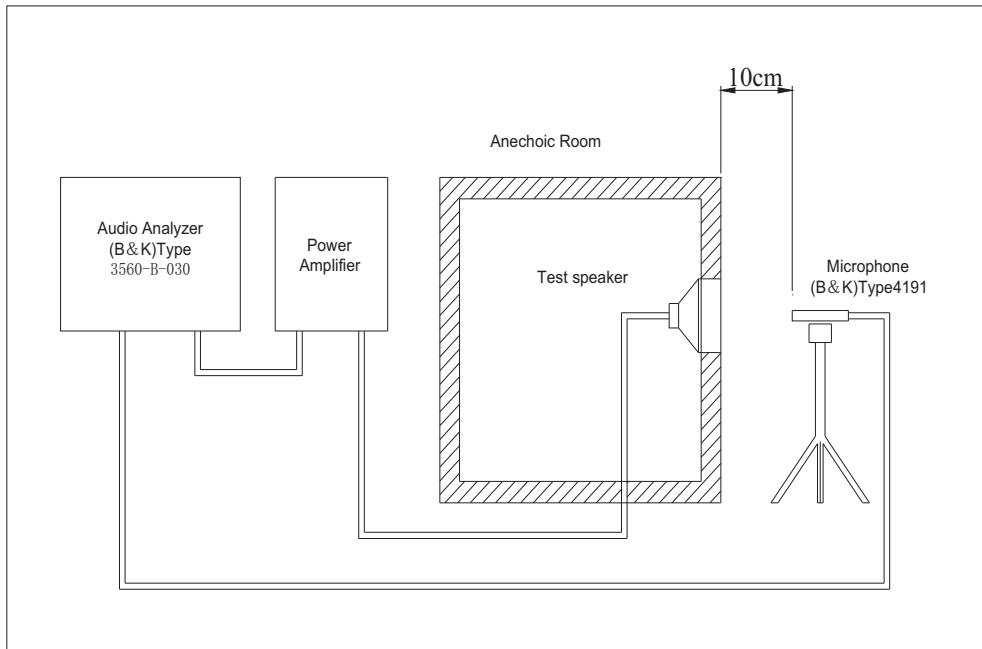 10cm
Anechoic Room
Audio Analyzer
(B&K)Type
3560-B-030
Power
Amplifier
Test speaker
Microphone
(B&K)Type4191